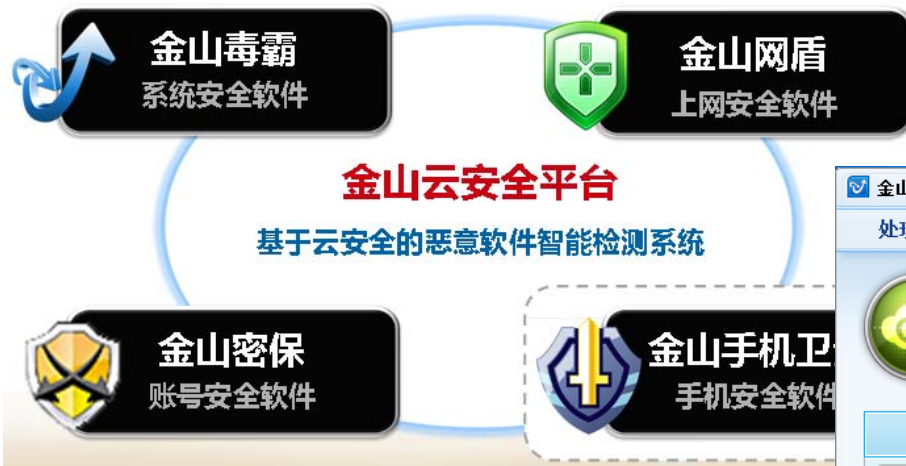 金山毒霸
系统安全软件
金山网盾
上网安全软件
金山云安全平台
基于云安全的恶意软件智能检测系统
金山密保
账号安全软件
金山手机卫
手机安全软件
金山
处理